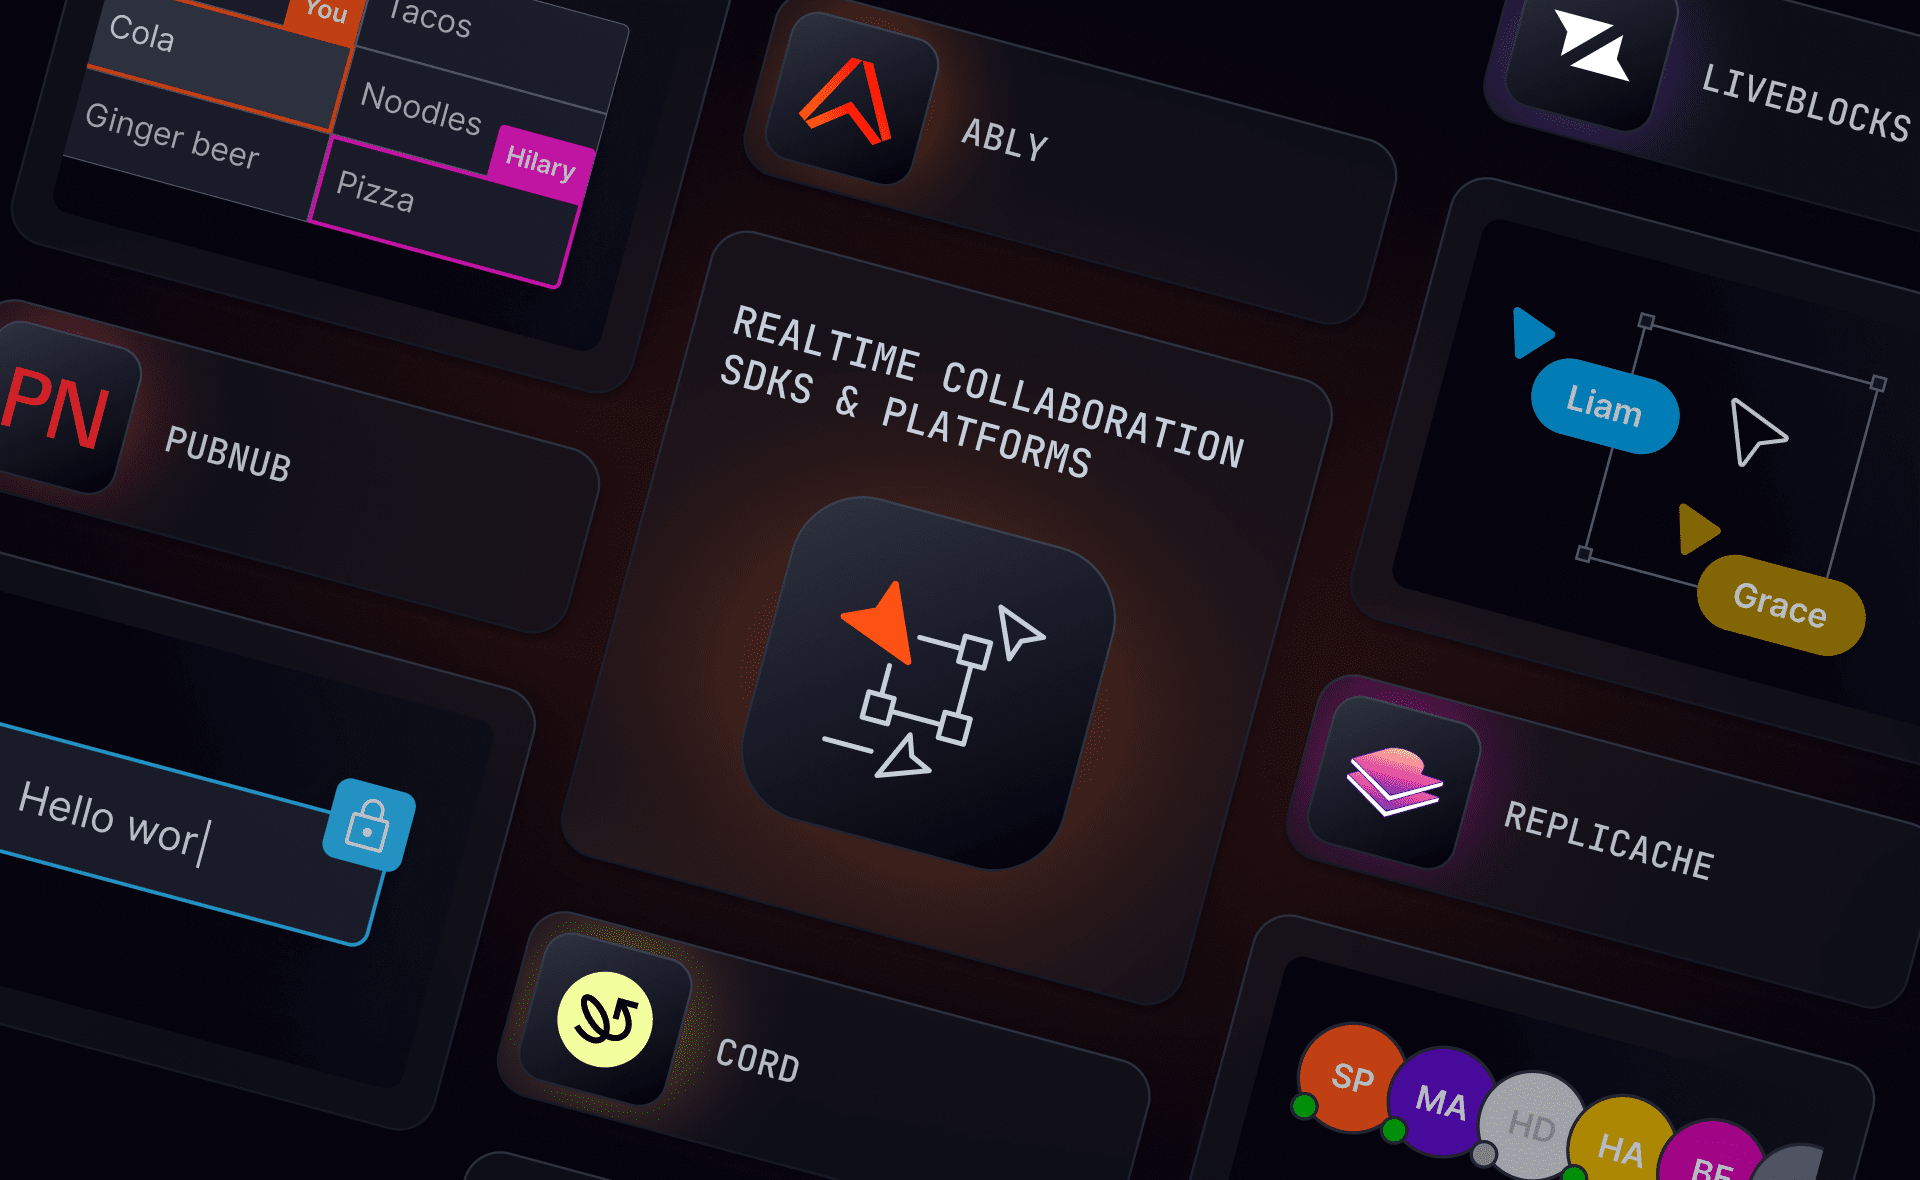 You
Cola
Tacos
Ginger beer
Noodles
Hilary
Pizza
ABLY
LIVEBLOCKS
PN
PUBNUB
REALTIME COLLABORATION
SDKS & PLATFORMS
Liam
Grace
Hello wor
REPLICACHE
CORD
SP
MA
HD
HA
BE